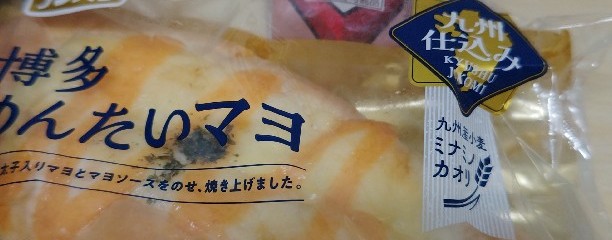 博多
めんたいマヨ
太子入りマヨとマヨソースをのせ、焼き上げました。
九州
仕込み
KYUSHU
JIKOMI
九州産小麦
ミナミノ
カオリ